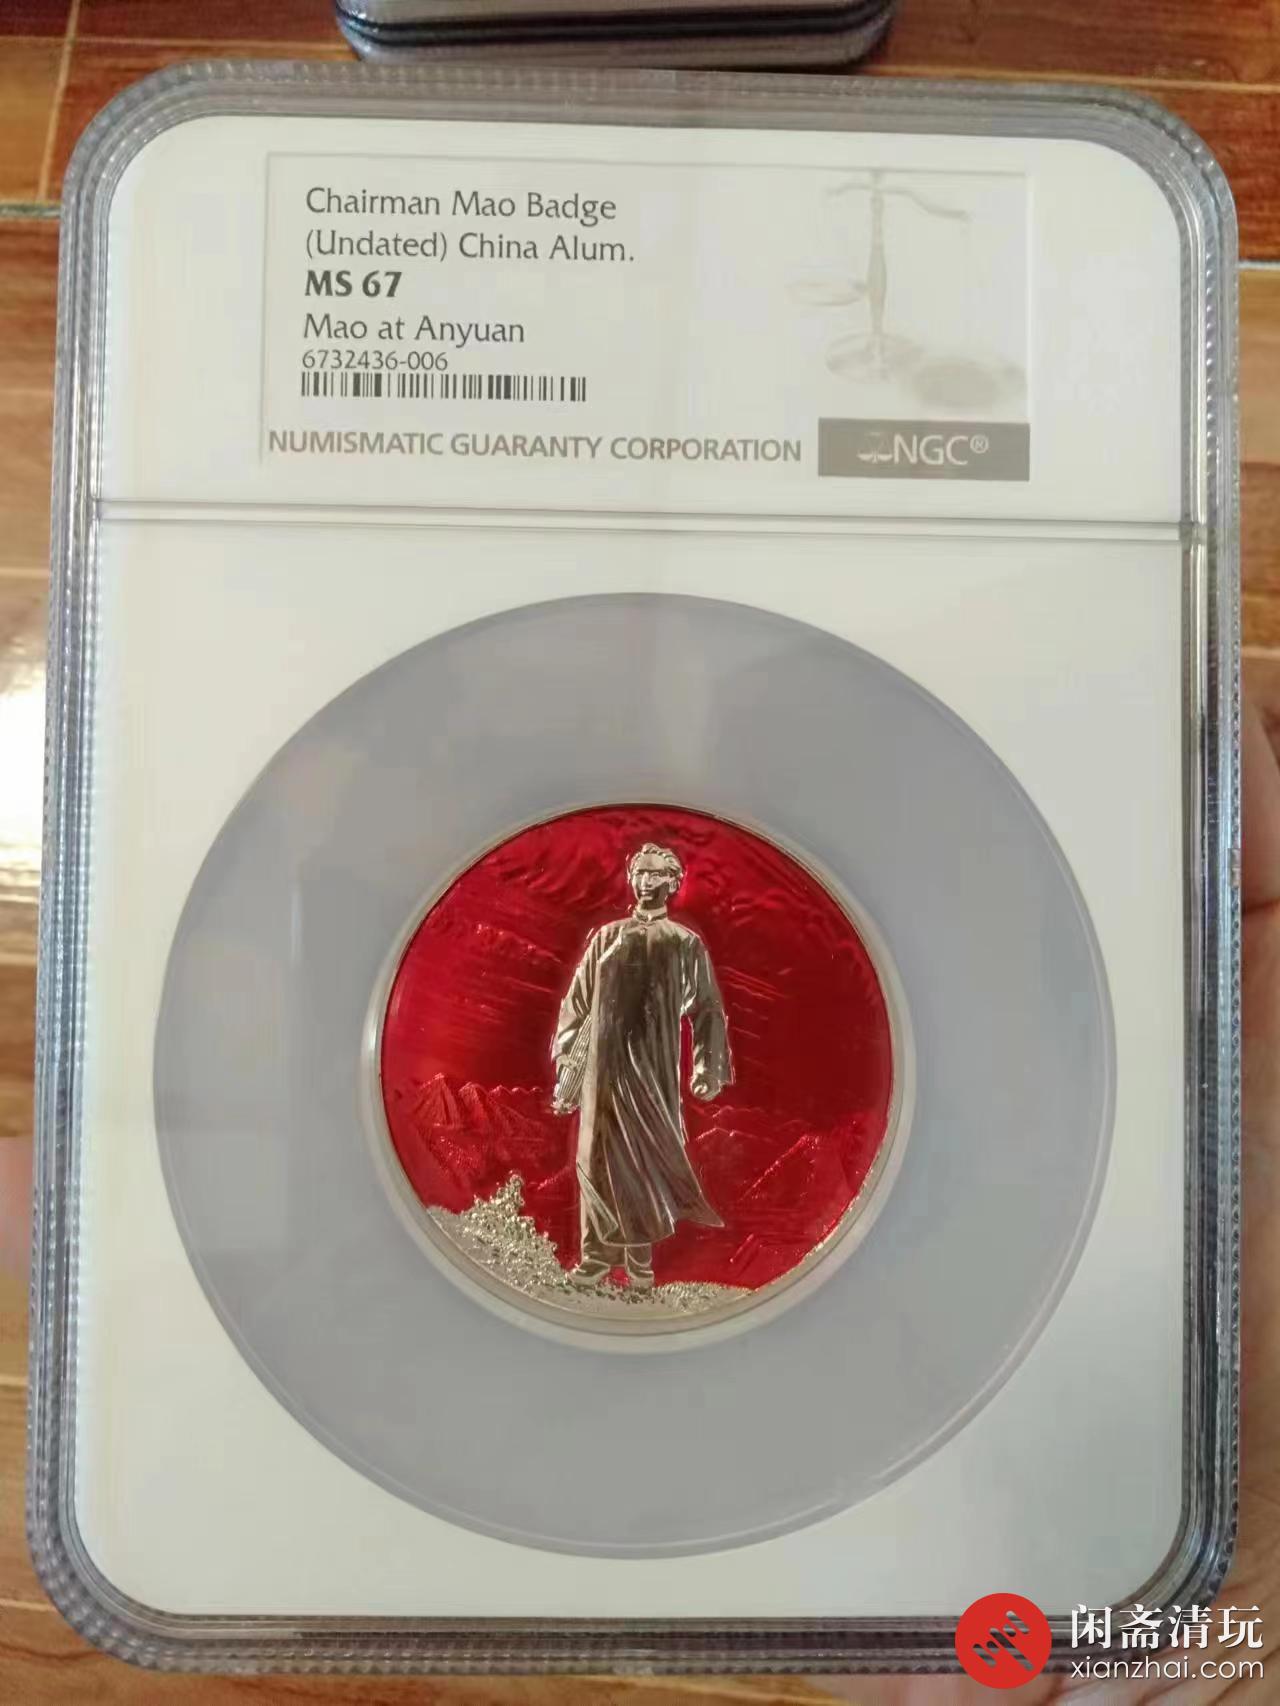 Chairman Mao Badge
(Undated) China Alum.
MS 67
Mao at Anyuan
6732436-006
NUMISMATIC GUARANTY CORPORATION
NGC®
闲斋清玩
xianzhai.com